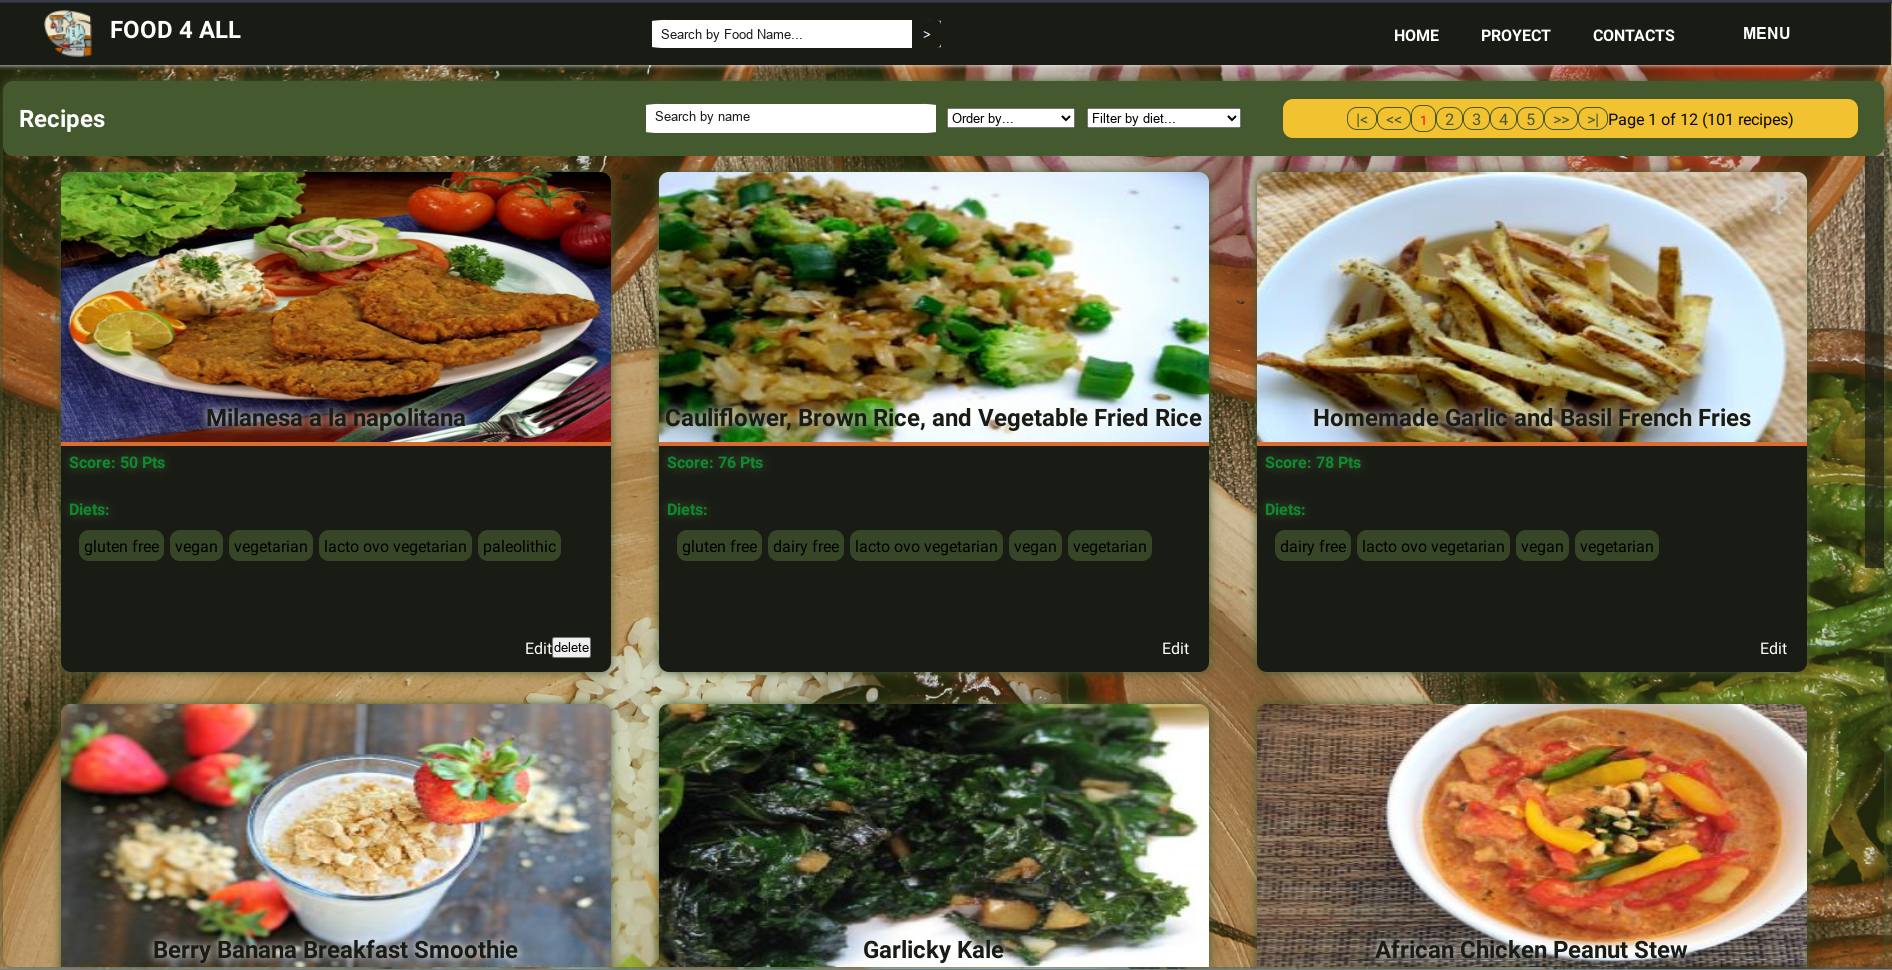 FOOD 4 ALL
Search by Food Name...
>
HOME
PROYECT
CONTACTS
MENU
Recipes
Search by name
Order by...
Filter by diet...
|< << 1 2 3 4 5 >> >| Page 1 of 12 (101 recipes)
Milanesa a la napolitana
Score: 50 Pts
Diets:
gluten free vegan vegetarian lacto ovo vegetarian paleolithic
Edit delete
Cauliflower, Brown Rice, and Vegetable Fried Rice
Score: 76 Pts
Diets:
gluten free dairy free lacto ovo vegetarian vegan vegetarian
Edit
Homemade Garlic and Basil French Fries
Score: 78 Pts
Diets:
dairy free lacto ovo vegetarian vegan vegetarian
Edit
Berry Banana Breakfast Smoothie
Garlicky Kale
African Chicken Peanut Stew